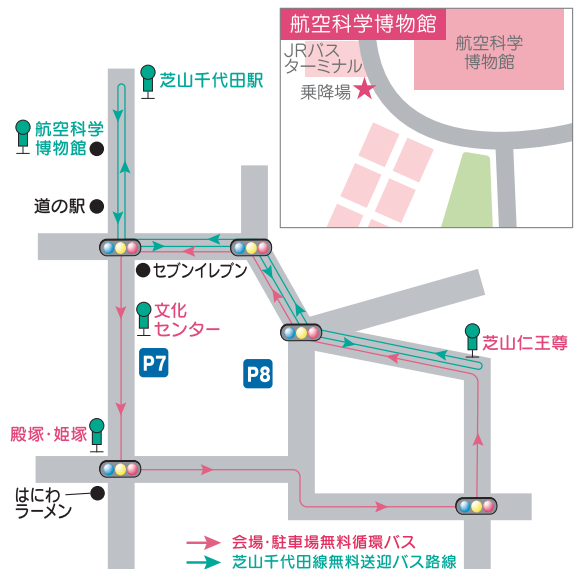 航空科学博物館
JRバス
ターミナル
乗降場
航空科学
博物館
芝山千代田駅
航空科学
博物館
道の駅
セブンイレブン
文化
センター
P7
P8
芝山仁王尊
殿塚・姫塚
はにわ
ラーメン
会場・駐車場無料循環バス
芝山千代田線無料送迎バス路線